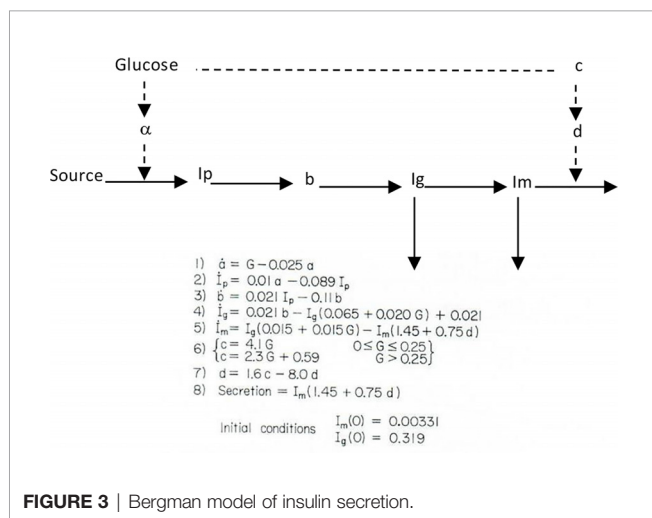 Glucose c
α d
Source Ip b Ig Im
1) ȧ = G-0.025 a
2) İp = 0.01 a - 0.089 Ip
3) ḃ = 0.021 Ip - 0.11 b
4) İg = 0.021 b - Ig(0.065 + 0.020 G) + 0.021
5) İm = Ig(0.015 + 0.015 G) - Im(1.45 + 0.75 d)
6) {c = 4.1 G 0 ≤ G ≤ 0.25}
{c = 2.3 G + 0.59 G > 0.25}
7) d = 1.6 c - 8.0 d
8) Secretion = Im(1.45 + 0.75 d)
Initial conditions Im(0) = 0.00331
Ig(0) = 0.319
FIGURE 3 | Bergman model of insulin secretion.